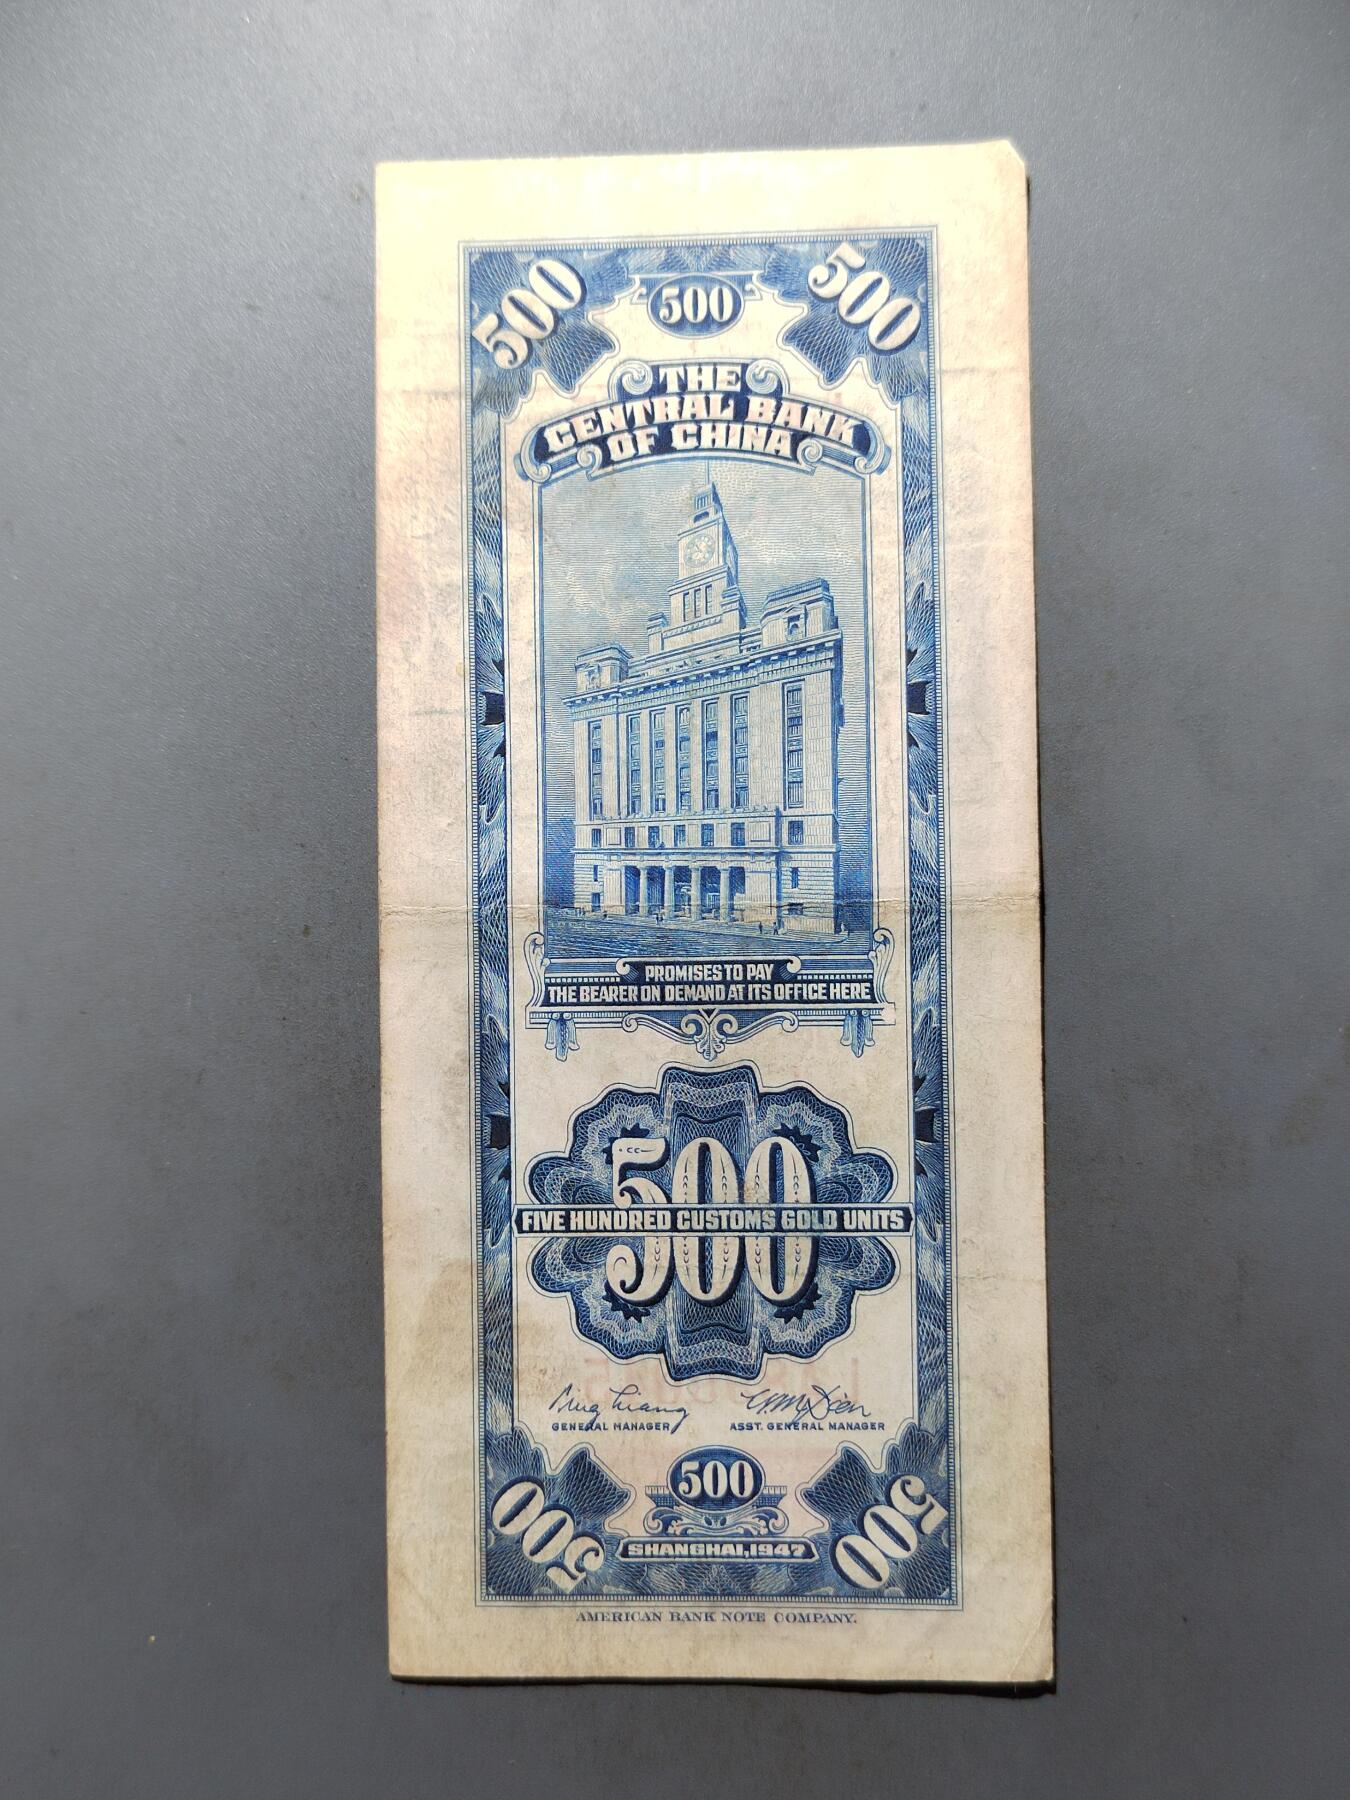 500 500 500
THE
CENTRAL BANK
OF CHINA
PROMISES TO PAY
THE BEARER ON DEMAND AT ITS OFFICE HERE
500
FIVE HUNDRED CUSTOMS GOLD UNITS
GENERAL MANAGER ASST. GENERAL MANAGER
500 500 500
SHANGHAI, 1947
AMERICAN BANK NOTE COMPANY.